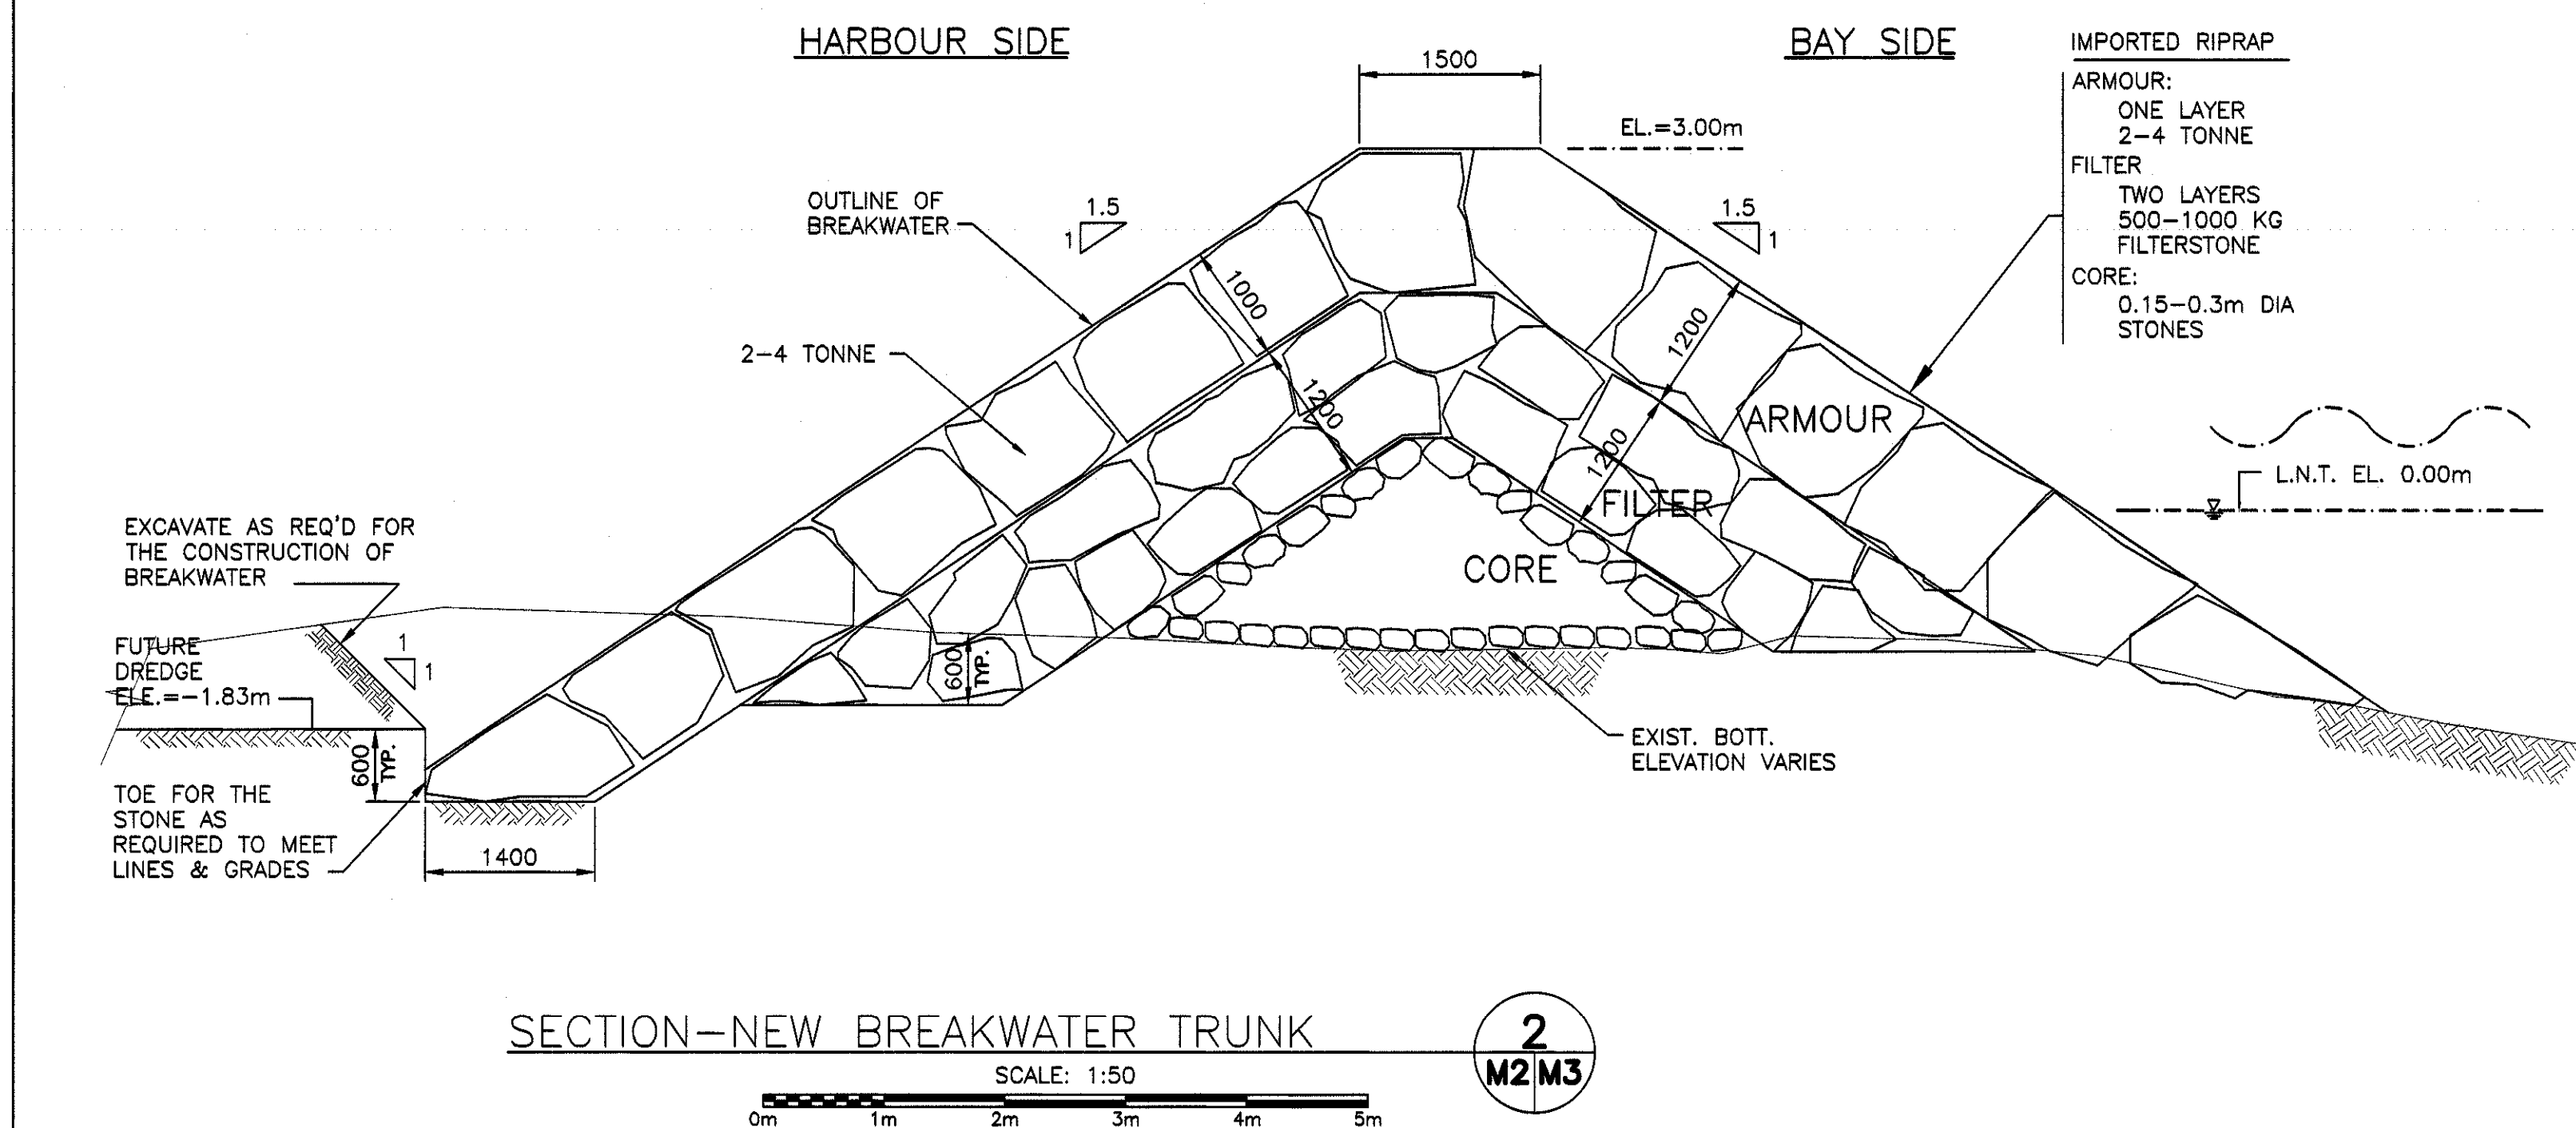 HARBOUR SIDE
BAY SIDE
IMPORTED RIPRAP
ARMOUR:
ONE LAYER
2-4 TONNE
FILTER
TWO LAYERS
500-1000 KG
FILTERSTONE
CORE:
0.15-0.3m DIA
STONES
1500
EL.=3.00m
OUTLINE OF
BREAKWATER
1.5
1
1.5
1
1000
1200
2-4 TONNE
1200
1200
ARMOUR
FILTER
CORE
L.N.T. EL. 0.00m
EXCAVATE AS REQ'D FOR
THE CONSTRUCTION OF
BREAKWATER
1
1
FUTURE
DREDGE
ELE.=-1.83m
600
TYP.
600
TYP.
EXIST. BOTT.
ELEVATION VARIES
TOE FOR THE
STONE AS
REQUIRED TO MEET
LINES & GRADES
1400
SECTION-NEW BREAKWATER TRUNK
2
M2 M3
SCALE: 1:50
0m 1m 2m 3m 4m 5m